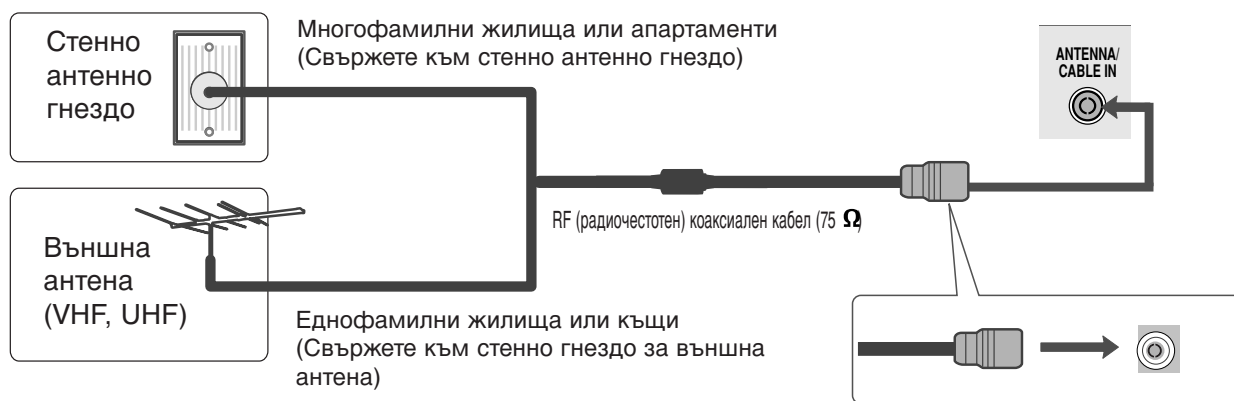 Стенно
антенно
гнездо
Многофамилни жилища или апартаменти
(Свържете към стенно антенно гнездо)
ANTENNA/
CABLE IN
RF (радиочестотен) коаксиален кабел (75 Ω)
Външна
антена
(VHF, UHF)
Еднофамилни жилища или къщи
(Свържете към стенно гнездо за външна
антена)